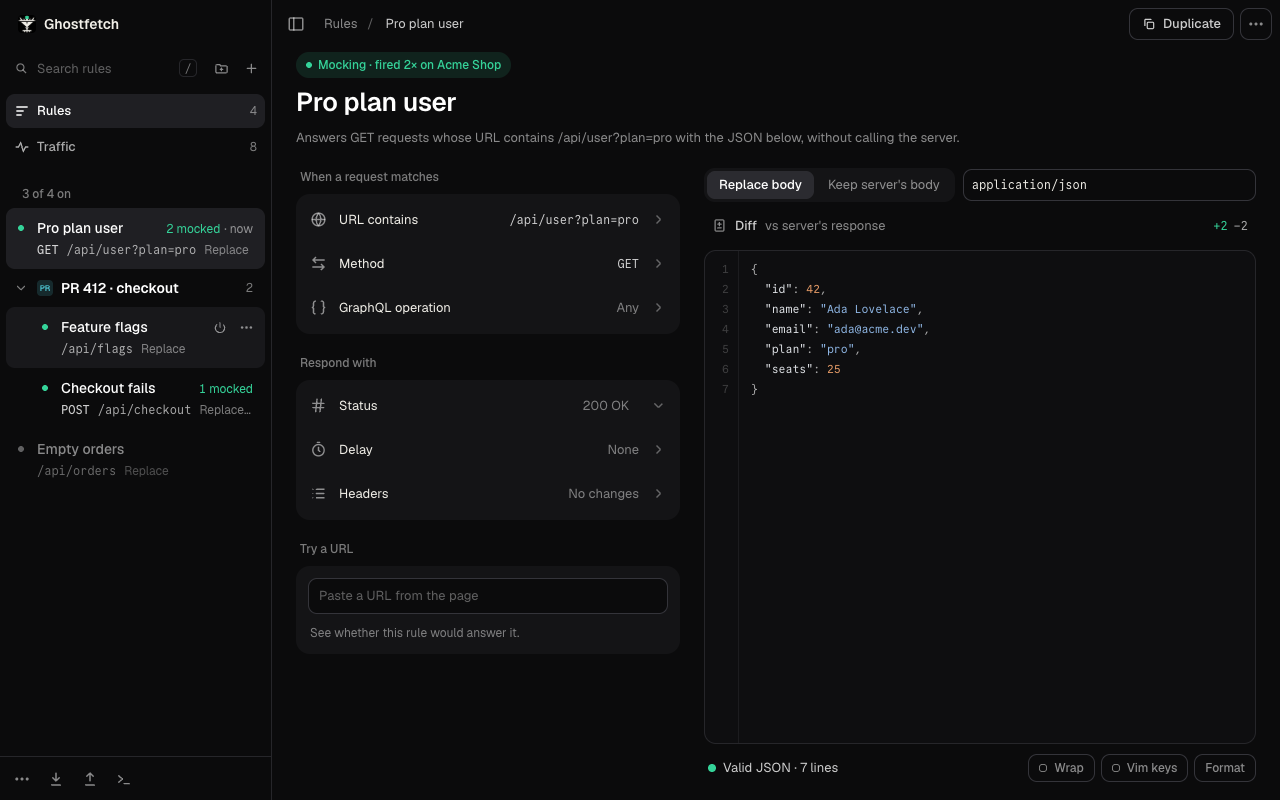 Ghostfetch
Search rules /
Rules 4
Traffic 8
3 of 4 on
Pro plan user 2 mocked · now
GET /api/user?plan=pro Replace
PR PR 412 · checkout 2
Feature flags
/api/flags Replace
Checkout fails 1 mocked
POST /api/checkout Replace...
Empty orders
/api/orders Replace
Rules / Pro plan user
Duplicate
Mocking · fired 2× on Acme Shop
Pro plan user
Answers GET requests whose URL contains /api/user?plan=pro with the JSON below, without calling the server.
When a request matches
URL contains /api/user?plan=pro
Method GET
GraphQL operation Any
Respond with
Status 200 OK
Delay None
Headers No changes
Try a URL
Paste a URL from the page
See whether this rule would answer it.
Replace body Keep server's body application/json
Diff vs server's response +2 −2
1 {
2 "id": 42,
3 "name": "Ada Lovelace",
4 "email": "ada@acme.dev",
5 "plan": "pro",
6 "seats": 25
7 }
Valid JSON · 7 lines
Wrap
Vim keys
Format